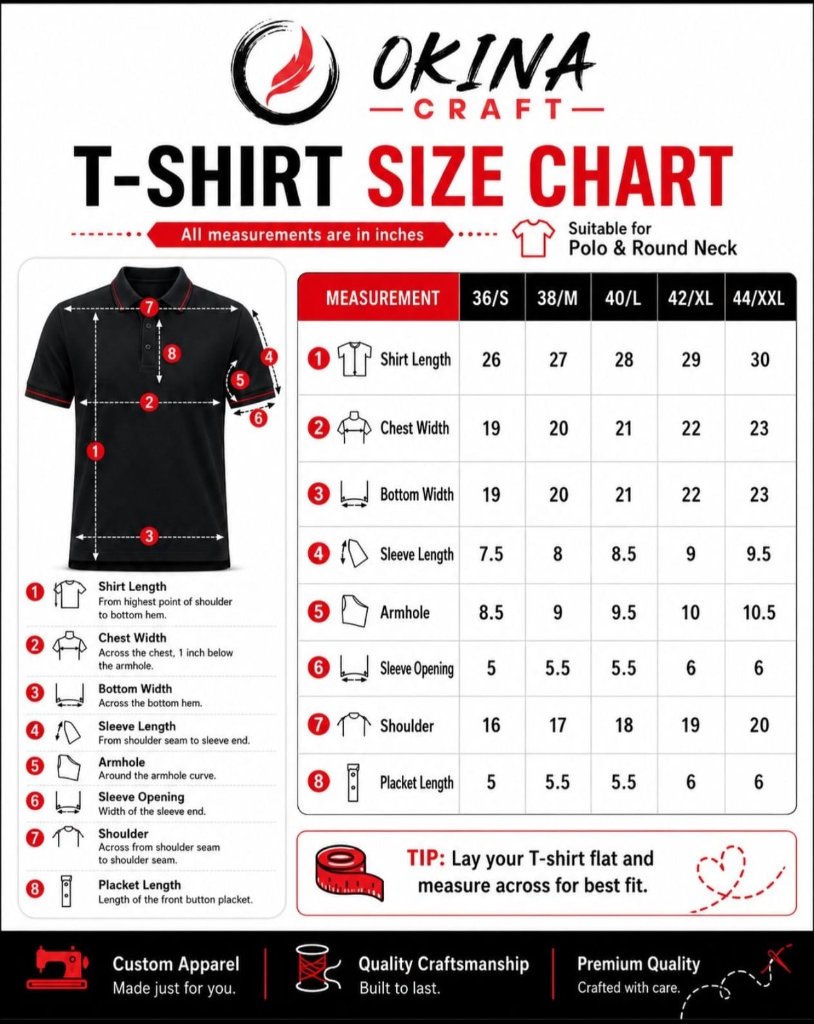 OKINA
CRAFT
T-SHIRT SIZE CHART
All measurements are in inches
Suitable for
Polo & Round Neck
7
8
4
5
2
6
1
3
1 Shirt Length
From highest point of shoulder
to bottom hem.
2 Chest Width
Across the chest, 1 inch below
the armhole.
3 Bottom Width
Across the bottom hem.
4 Sleeve Length
From shoulder seam to sleeve end.
5 Armhole
Around the armhole curve.
6 Sleeve Opening
Width of the sleeve end.
7 Shoulder
Across from shoulder seam
to shoulder seam.
8 Placket Length
Length of the front button placket.
MEASUREMENT 36/S 38/M 40/L 42/XL 44/XXL
1 Shirt Length 26 27 28 29 30
2 Chest Width 19 20 21 22 23
3 Bottom Width 19 20 21 22 23
4 Sleeve Length 7.5 8 8.5 9 9.5
5 Armhole 8.5 9 9.5 10 10.5
6 Sleeve Opening 5 5.5 5.5 6 6
7 Shoulder 16 17 18 19 20
8 Placket Length 5 5.5 5.5 6 6
TIP: Lay your T-shirt flat and
measure across for best fit.
Custom Apparel
Made just for you.
Quality Craftsmanship
Built to last.
Premium Quality
Crafted with care.